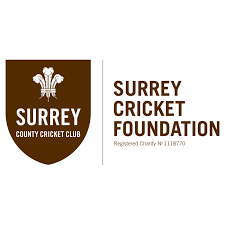 SURREY
COUNTY CRICKET CLUB
SURREY
CRICKET
FOUNDATION
Registered Charity Nº 1118770